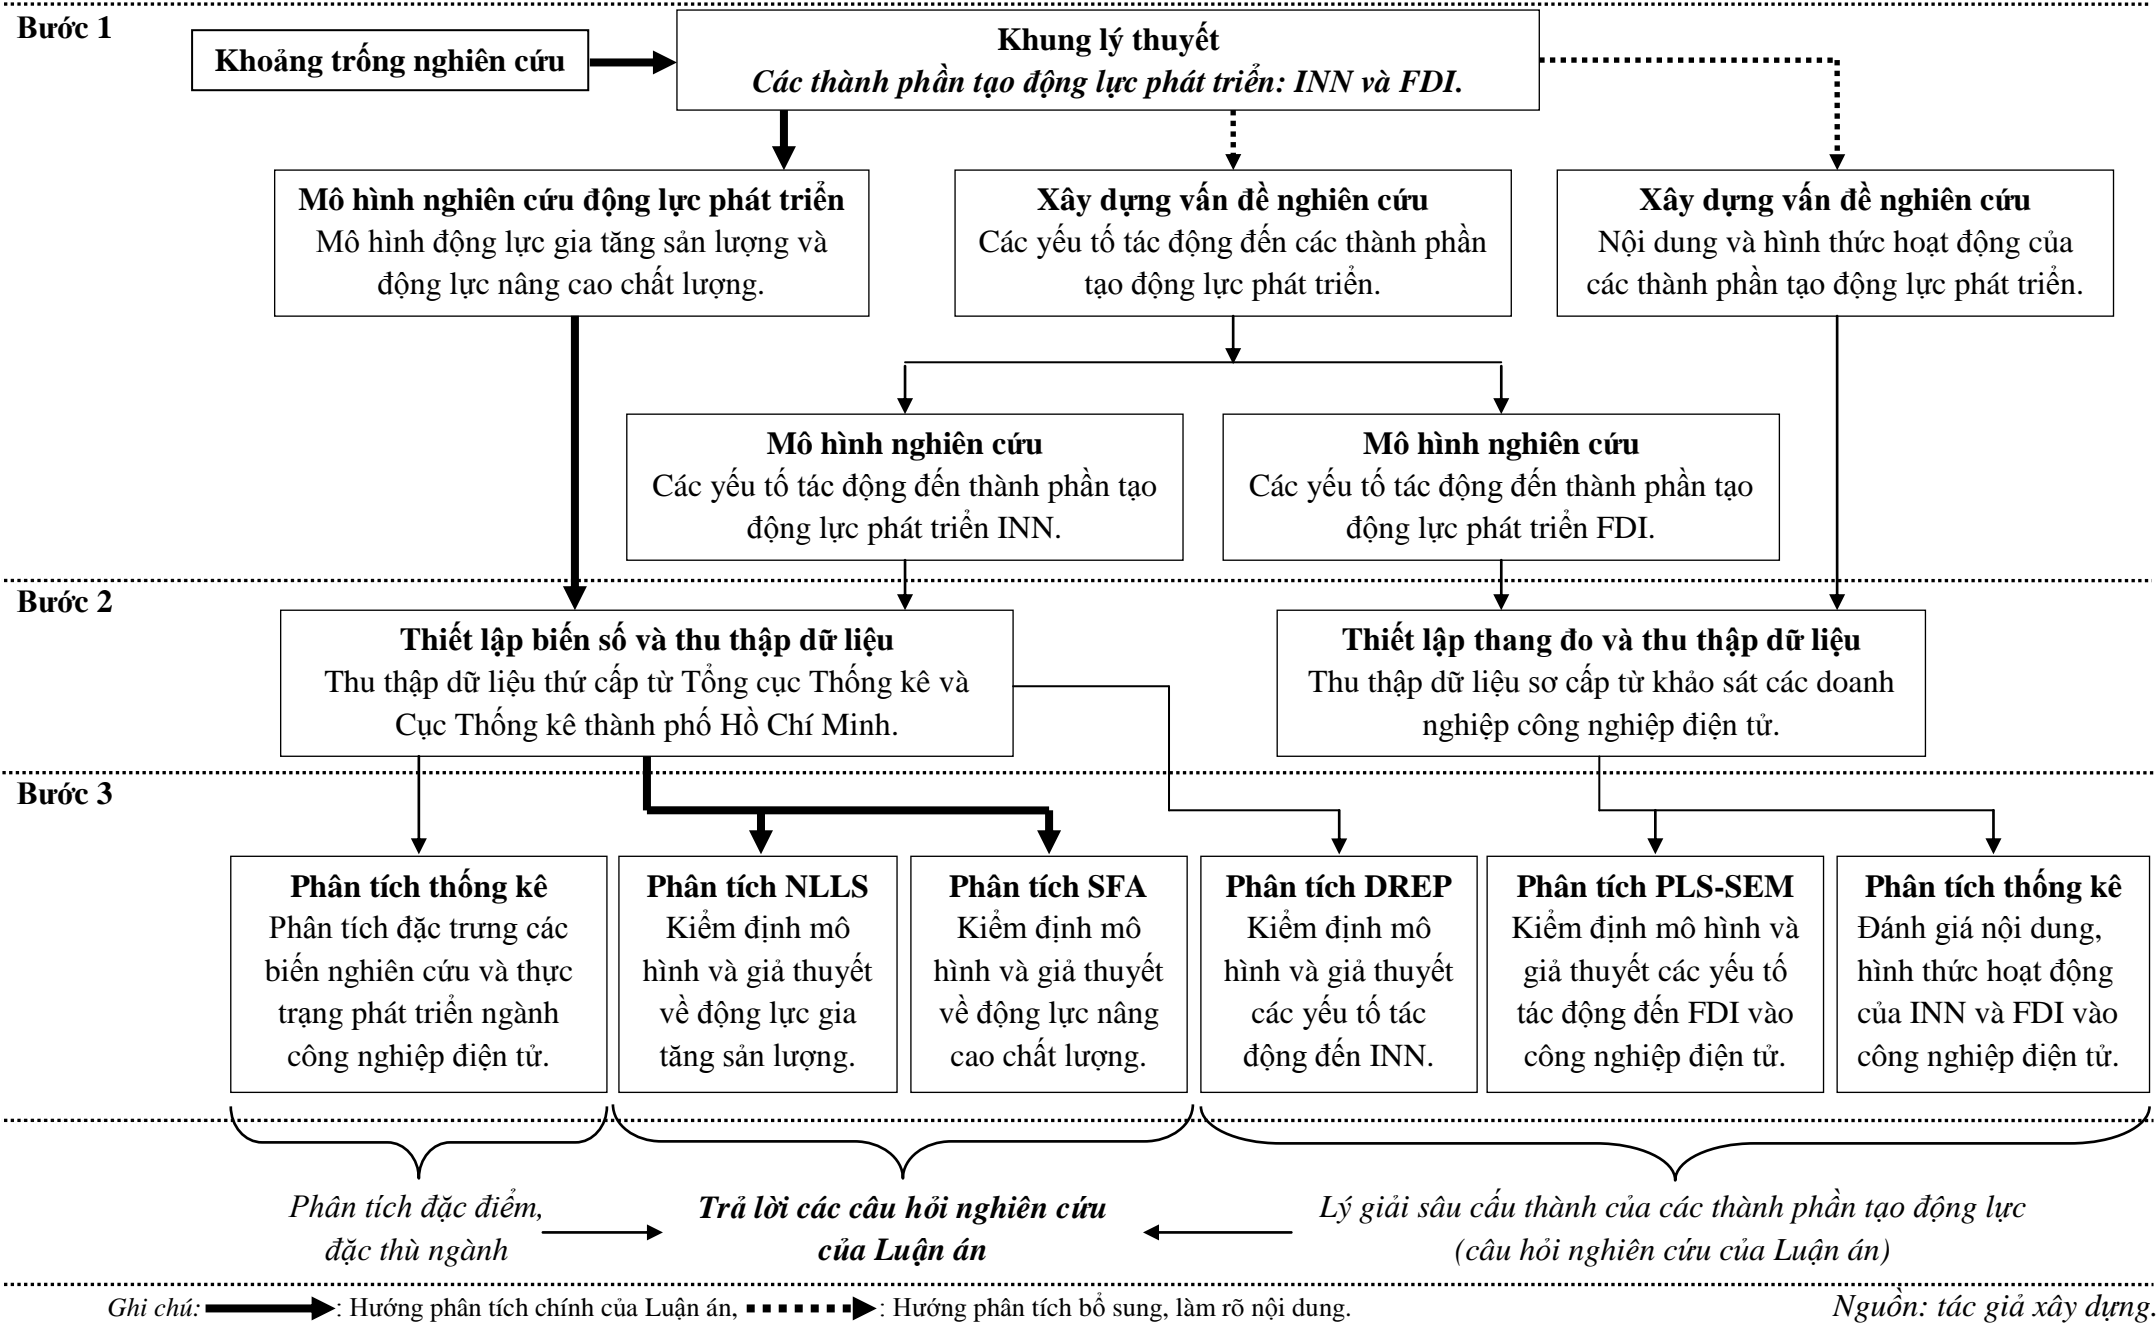 Bước 1
Khoảng trống nghiên cứu
Khung lý thuyết
Các thành phần tạo động lực phát triển: INN và FDI.
Mô hình nghiên cứu động lực phát triển
Mô hình động lực gia tăng sản lượng và
động lực nâng cao chất lượng.
Xây dựng vấn đề nghiên cứu
Các yếu tố tác động đến các thành phần
tạo động lực phát triển.
Xây dựng vấn đề nghiên cứu
Nội dung và hình thức hoạt động của
các thành phần tạo động lực phát triển.
Mô hình nghiên cứu
Các yếu tố tác động đến thành phần tạo
động lực phát triển INN.
Mô hình nghiên cứu
Các yếu tố tác động đến thành phần tạo
động lực phát triển FDI.
Bước 2
Thiết lập biến số và thu thập dữ liệu
Thu thập dữ liệu thứ cấp từ Tổng cục Thống kê và
Cục Thống kê thành phố Hồ Chí Minh.
Thiết lập thang đo và thu thập dữ liệu
Thu thập dữ liệu sơ cấp từ khảo sát các doanh
nghiệp công nghiệp điện tử.
Bước 3
Phân tích thống kê
Phân tích đặc trưng các
biến nghiên cứu và thực
trạng phát triển ngành
công nghiệp điện tử.
Phân tích NLLS
Kiểm định mô
hình và giả thuyết
về động lực gia
tăng sản lượng.
Phân tích SFA
Kiểm định mô
hình và giả thuyết
về động lực nâng
cao chất lượng.
Phân tích DREP
Kiểm định mô
hình và giả thuyết
các yếu tố tác
động đến INN.
Phân tích PLS-SEM
Kiểm định mô hình và
giả thuyết các yếu tố
tác động đến FDI vào
công nghiệp điện tử.
Phân tích thống kê
Đánh giá nội dung,
hình thức hoạt động
của INN và FDI vào
công nghiệp điện tử.
Phân tích đặc điểm,
đặc thù ngành
Trả lời các câu hỏi nghiên cứu
của Luận án
Lý giải sâu cấu thành của các thành phần tạo động lực
(câu hỏi nghiên cứu của Luận án)
Ghi chú: : Hướng phân tích chính của Luận án, : Hướng phân tích bổ sung, làm rõ nội dung.
Nguồn: tác giả xây dựng.